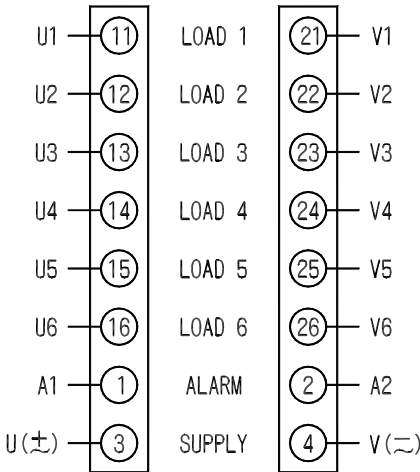 U1 11 LOAD 1 21 V1
U2 12 LOAD 2 22 V2
U3 13 LOAD 3 23 V3
U4 14 LOAD 4 24 V4
U5 15 LOAD 5 25 V5
U6 16 LOAD 6 26 V6
A1 1 ALARM 2 A2
U(±) 3 SUPPLY 4 V(⎓)